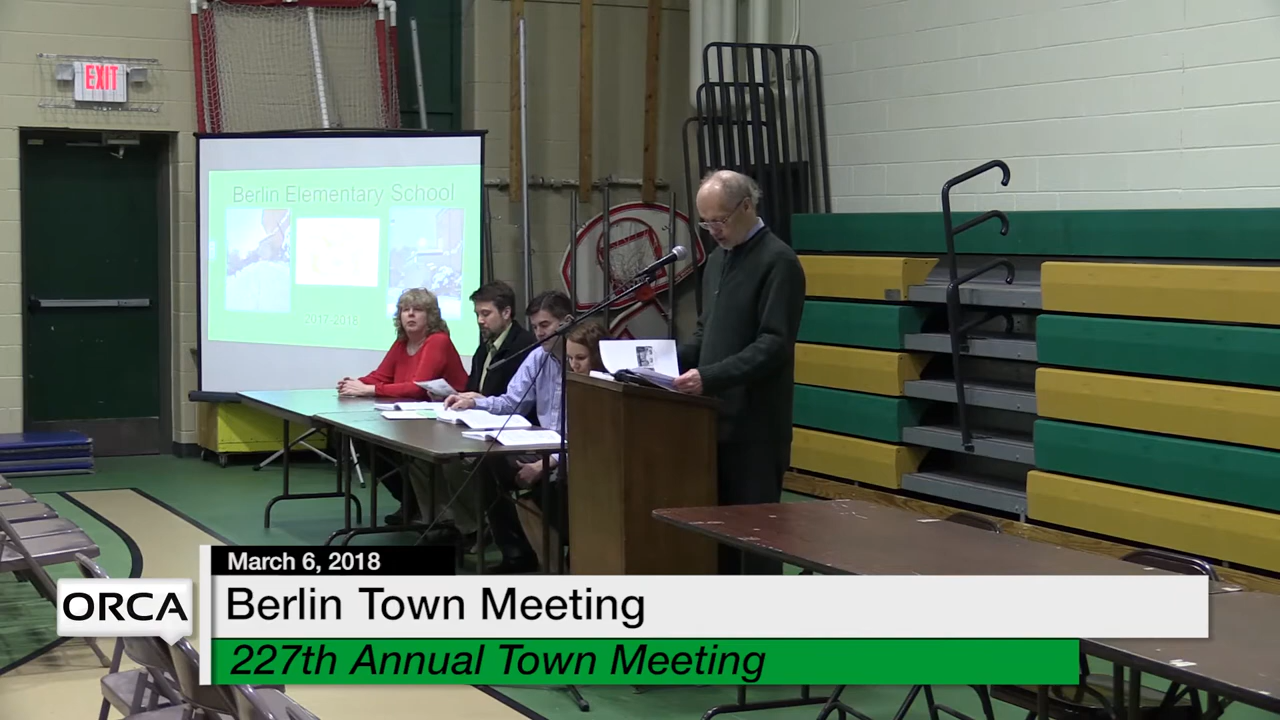 EXIT
Berlin Elementary School
2017-2018
March 6, 2018
ORCA
Berlin Town Meeting
227th Annual Town Meeting